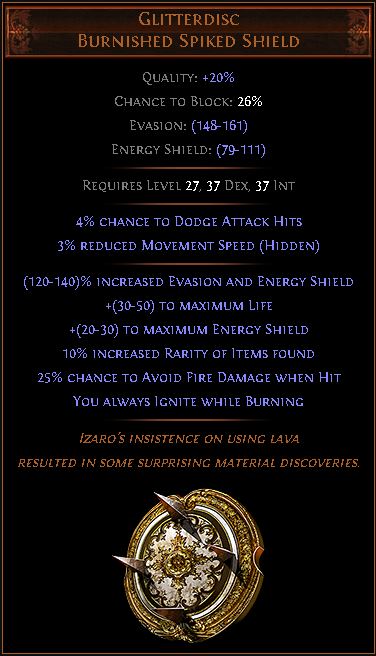 Glitterdisc
Burnished Spiked Shield
Quality: +20%
Chance to Block: 26%
Evasion: (148-161)
Energy Shield: (79-111)
Requires Level 27, 37 Dex, 37 Int
4% chance to Dodge Attack Hits
3% reduced Movement Speed (Hidden)
(120-140)% increased Evasion and Energy Shield
+(30-50) to maximum Life
+(20-30) to maximum Energy Shield
10% increased Rarity of Items found
25% chance to Avoid Fire Damage when Hit
You always Ignite while Burning
Izaro's insistence on using lava
resulted in some surprising material discoveries.